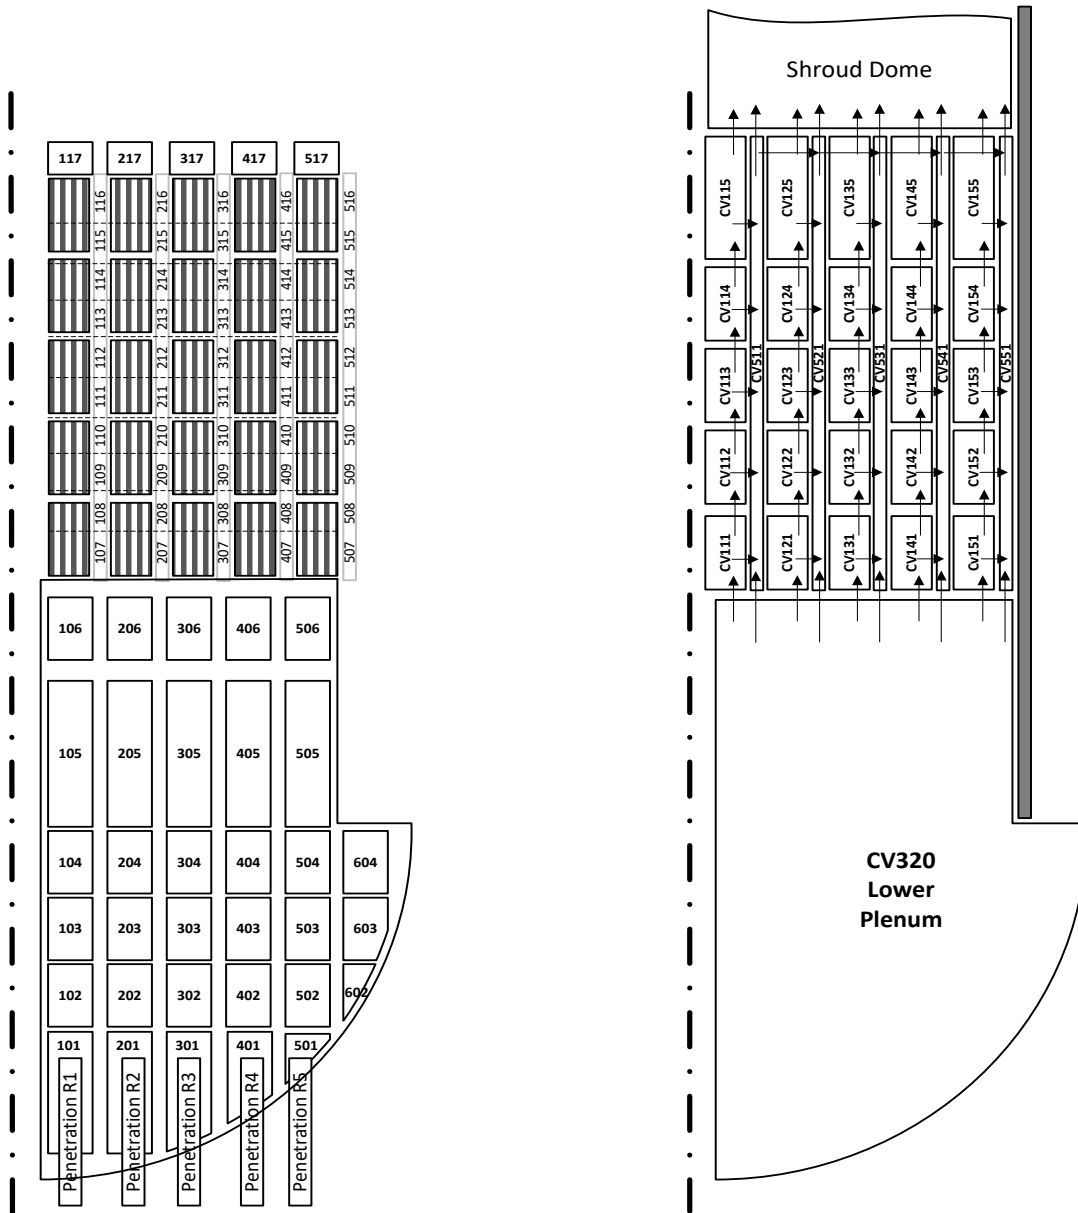 117 217 317 417 517
116 216 316 416 516
115 215 315 415 515
114 214 314 414 514
113 213 313 413 513
112 212 312 412 512
111 211 311 411 511
110 210 310 410 510
109 209 309 409 509
108 208 308 408 508
107 207 307 407 507
106 206 306 406 506
105 205 305 405 505
104 204 304 404 504 604
103 203 303 403 503 603
102 202 302 402 502 602
101 201 301 401 501
Penetration R1
Penetration R2
Penetration R3
Penetration R4
Penetration R5
Shroud Dome
CV115 CV125 CV135 CV145 CV155
CV114 CV124 CV134 CV144 CV154
CV511 CV521 CV531 CV541 CV551
CV113 CV123 CV133 CV143 CV153
CV112 CV122 CV132 CV142 CV152
CV111 CV121 CV131 CV141 Cv151
CV320
Lower
Plenum